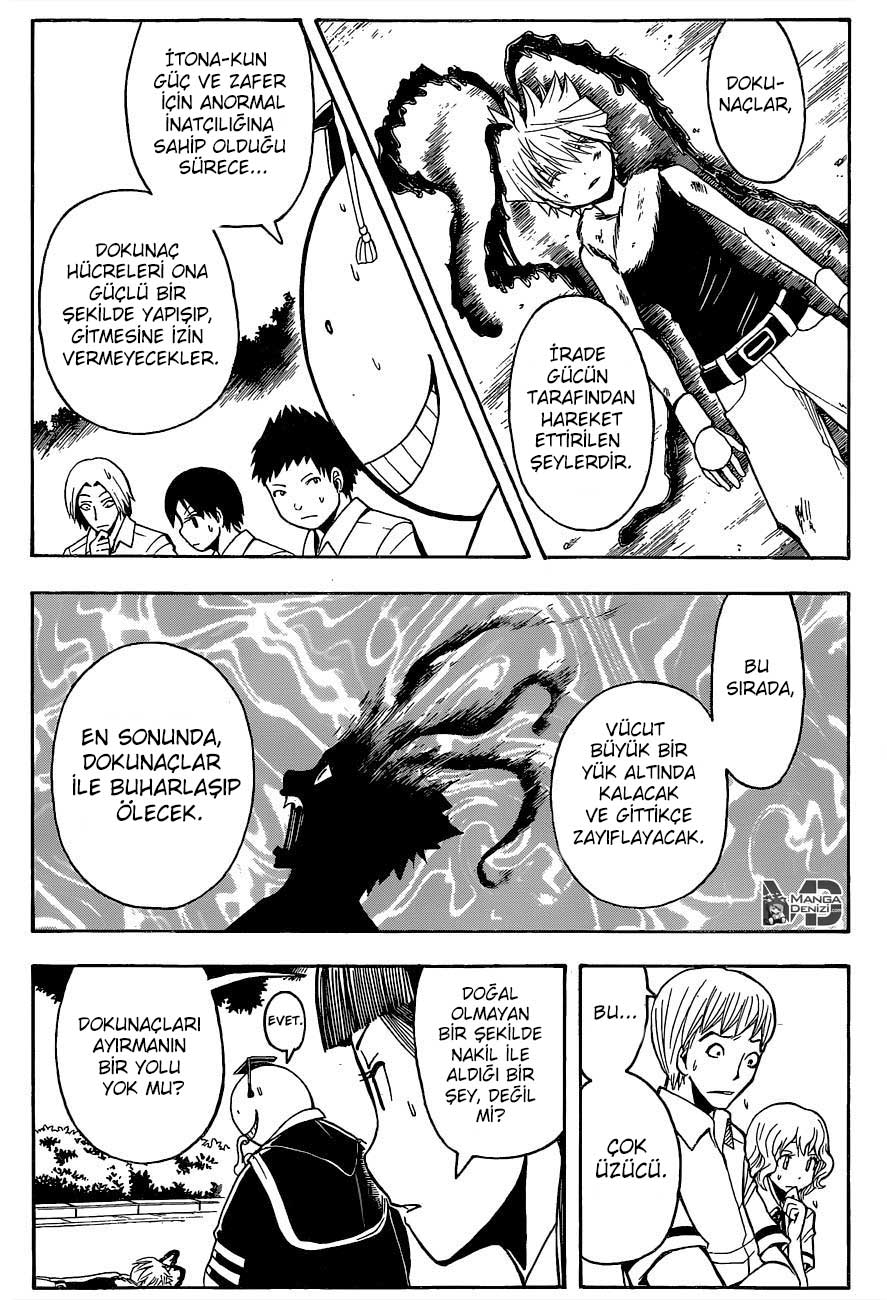 DOKU-
NAÇLAR,
İRADE
GÜCÜN
TARAFINDAN
HAREKET
ETTİRİLEN
ŞEYLERDİR.
İTONA-KUN
GÜÇ VE ZAFER
İÇİN ANORMAL
İNATÇILIĞINA
SAHİP OLDUĞU
SÜRECE...
DOKUNAÇ
HÜCRELERİ ONA
GÜÇLÜ BİR
ŞEKİLDE YAPIŞIP,
GİTMESİNE İZİN
VERMEYECEKLER.
BU
SIRADA,
VÜCUT
BÜYÜK BİR
YÜK ALTINDA
KALACAK
VE GİTTİKÇE
ZAYIFLAYACAK.
EN SONUNDA,
DOKUNAÇLAR
İLE BUHARLAŞIP
ÖLECEK.
MANGA
DENİZİ
BU...
ÇOK
ÜZÜCÜ.
DOĞAL
OLMAYAN
BİR ŞEKİLDE
NAKİL İLE
ALDIĞI BİR
ŞEY, DEĞİL
Mİ?
EVET.
DOKUNAÇLARI
AYIRMANIN
BİR YOLU
YOK MU?